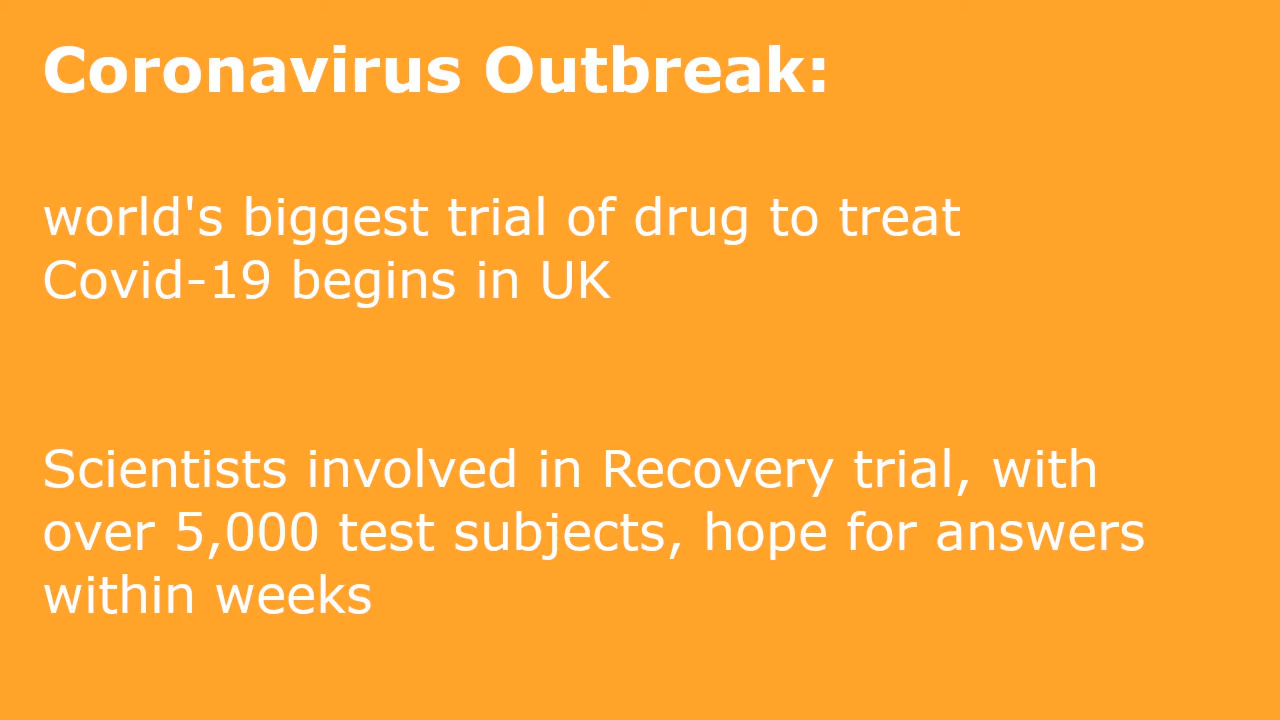 Coronavirus Outbreak:
world's biggest trial of drug to treat
Covid-19 begins in UK
Scientists involved in Recovery trial, with
over 5,000 test subjects, hope for answers
within weeks